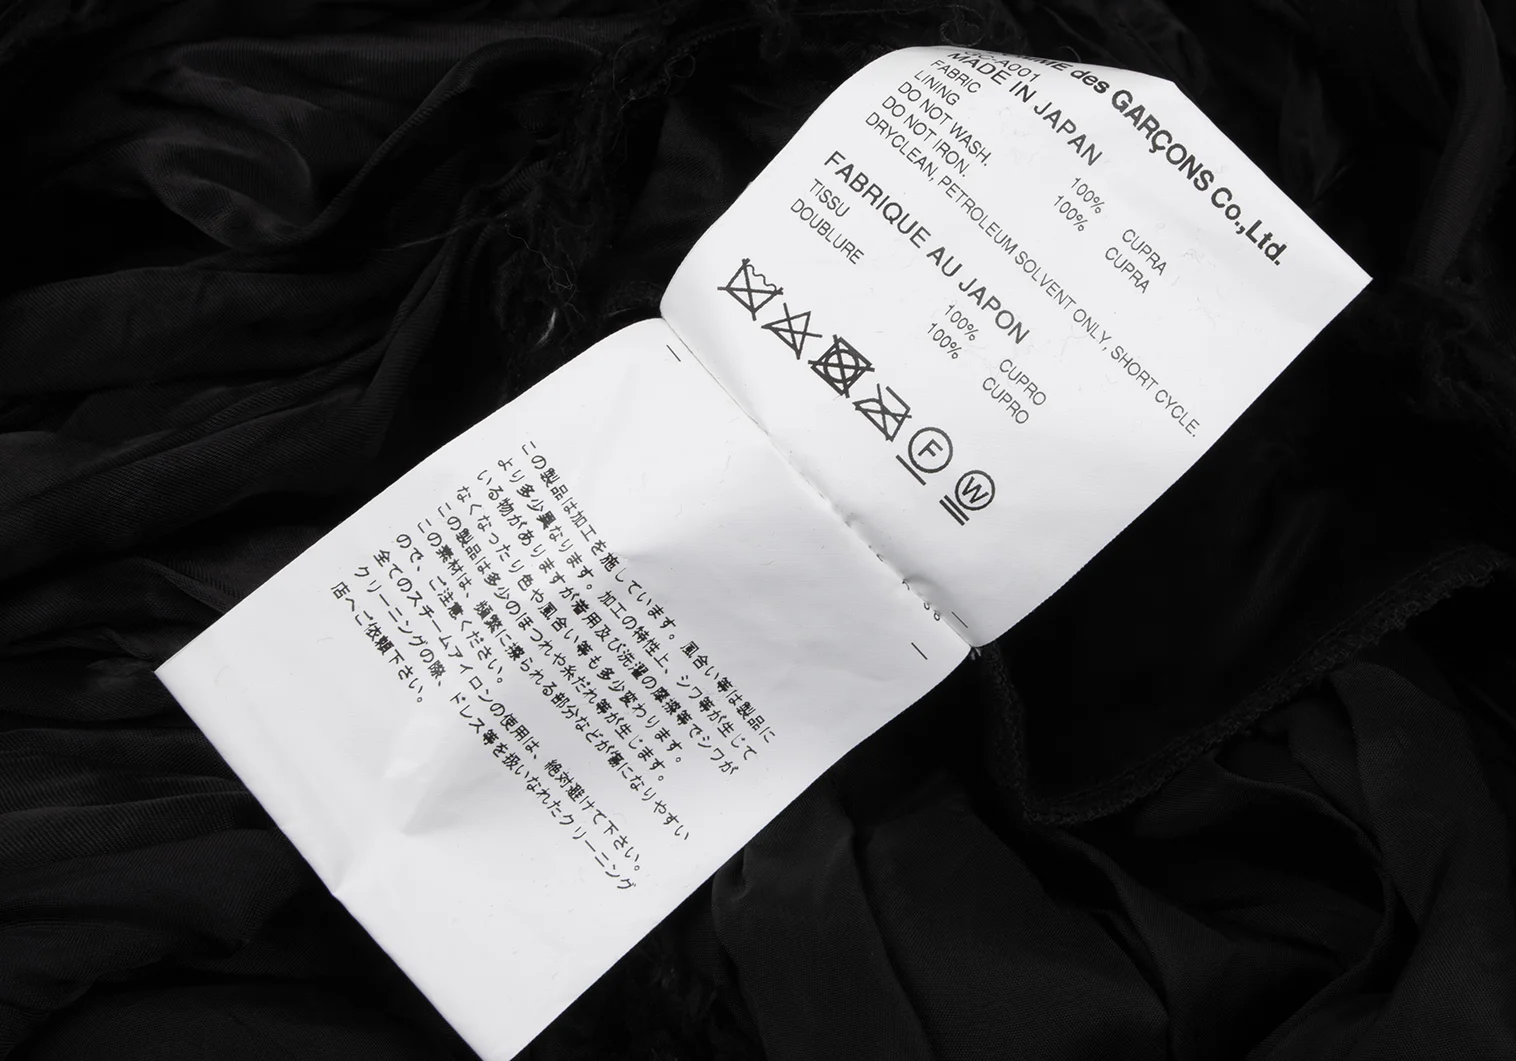 des GARÇONS Co.,Ltd.
A001
MADE IN JAPAN
FABRIC 100% CUPRA
LINING 100% CUPRA
DO NOT WASH.
DO NOT IRON.
DRYCLEAN, PETROLEUM SOLVENT ONLY, SHORT CYCLE.
FABRIQUE AU JAPON
TISSU 100% CUPRO
DOUBLURE 100% CUPRO
F
W
この製品は加工を施しています。風合い等は製品に
より多少異なります。加工の特性上、シワ等が生じて
いる物がありますが着用及び洗濯の摩擦等でシワが
なくなったり色や風合い等も多少変わります。
この製品は多少のほつれや糸だれ等が生じます。
この素材は、頻繁に擦られる部分などが傷になりやすい
ので、ご注意ください。
全てのスチームアイロンの使用は、絶対避けて下さい。
クリーニングの際、ドレス等を扱いなれたクリーニング
店へご依頼下さい。